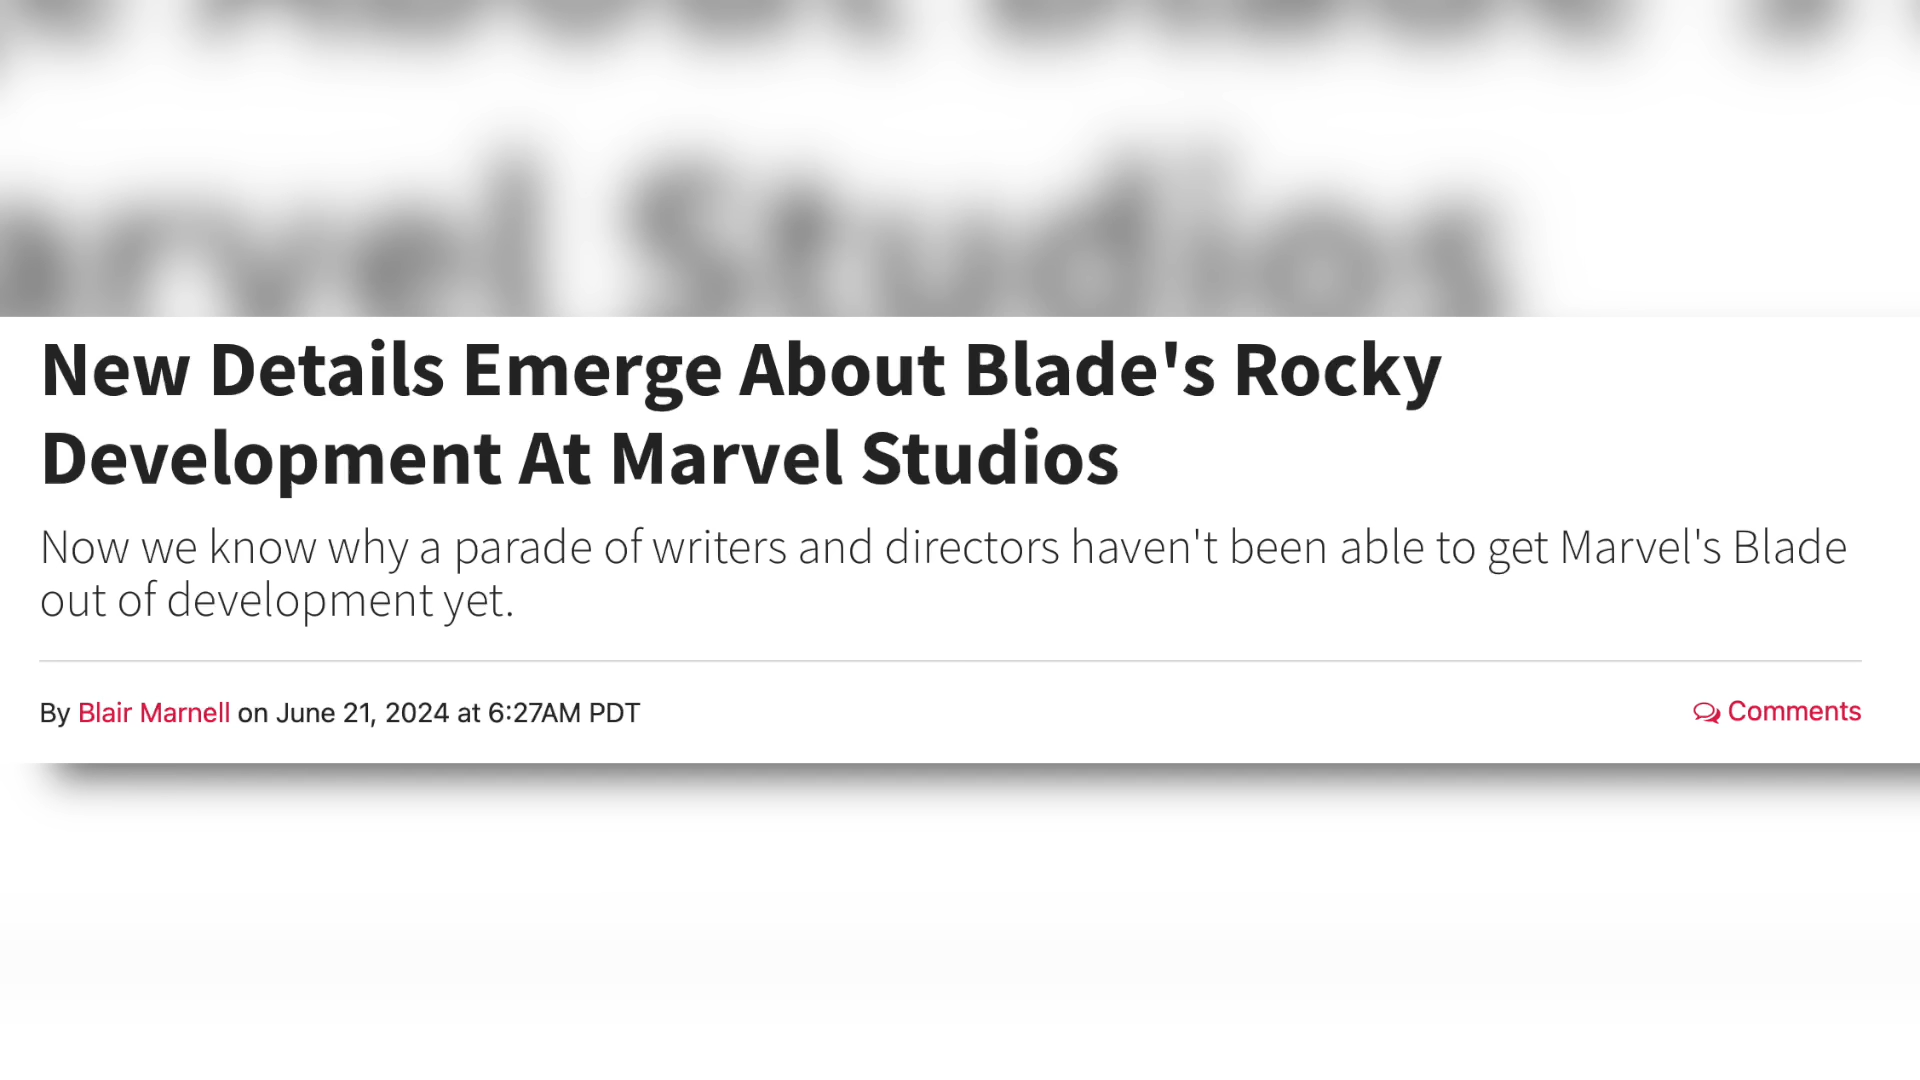 arvel Studios
New Details Emerge About Blade's Rocky
Development At Marvel Studios
Now we know why a parade of writers and directors haven't been able to get Marvel's Blade
out of development yet.
By Blair Marnell on June 21, 2024 at 6:27AM PDT
Comments